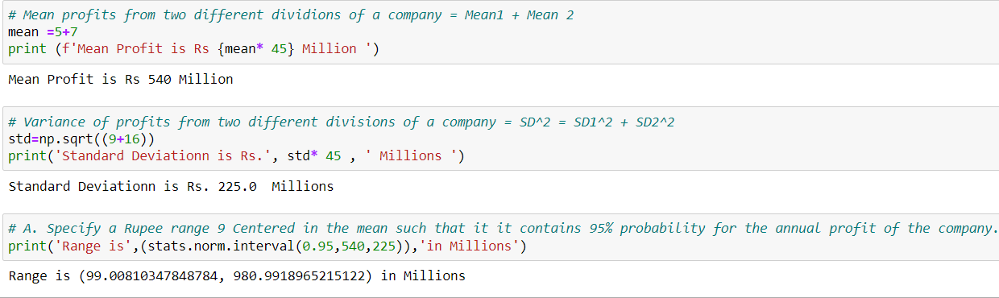 # Mean profits from two different dividions of a company = Mean1 + Mean 2
mean =5+7
print (f'Mean Profit is Rs {mean* 45} Million ')
Mean Profit is Rs 540 Million
# Variance of profits from two different divisions of a company = SD^2 = SD1^2 + SD2^2
std=np.sqrt((9+16))
print('Standard Deviationn is Rs.', std* 45 , ' Millions ')
Standard Deviationn is Rs. 225.0  Millions
# A. Specify a Rupee range 9 Centered in the mean such that it it contains 95% probability for the annual profit of the company.
print('Range is',(stats.norm.interval(0.95,540,225)),'in Millions')
Range is (99.00810347848784, 980.9918965215122) in Millions